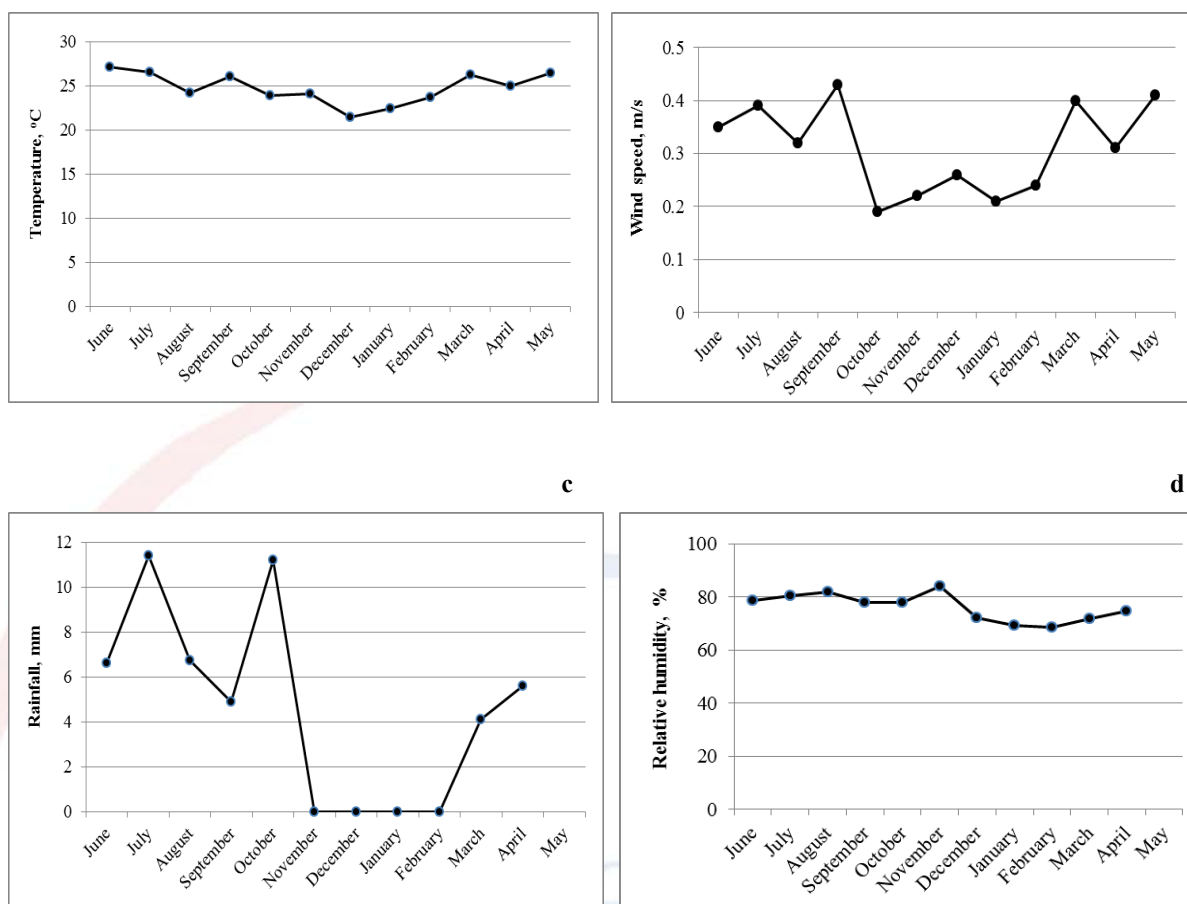 30
25
20
15
10
5
0
Temperature, °C
June
July
August
September
October
November
December
January
February
March
April
May
0.5
0.4
0.3
0.2
0.1
0
Wind speed, m/s
June
July
August
September
October
November
December
January
February
March
April
May
c
d
12
10
8
6
4
2
0
Rainfall, mm
June
July
August
September
October
November
December
January
February
March
April
May
100
80
60
40
20
0
Relative humidity, %
June
July
August
September
October
November
December
January
February
March
April
May